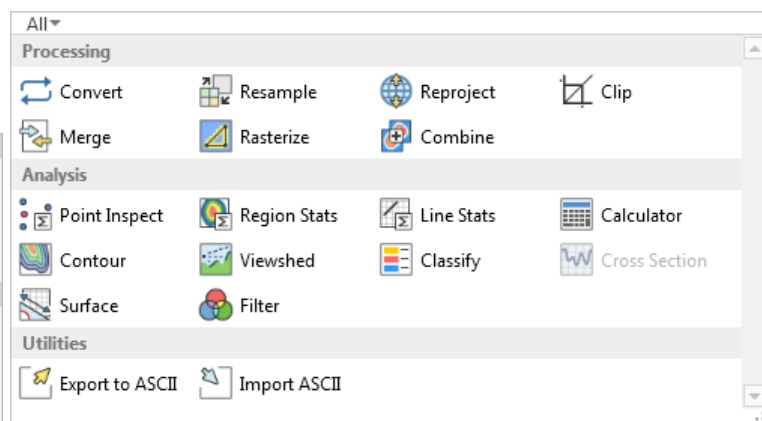 All
Processing
Convert Resample Reproject Clip
Merge Rasterize Combine
Analysis
Point Inspect Region Stats Line Stats Calculator
Contour Viewshed Classify Cross Section
Surface Filter
Utilities
Export to ASCII Import ASCII